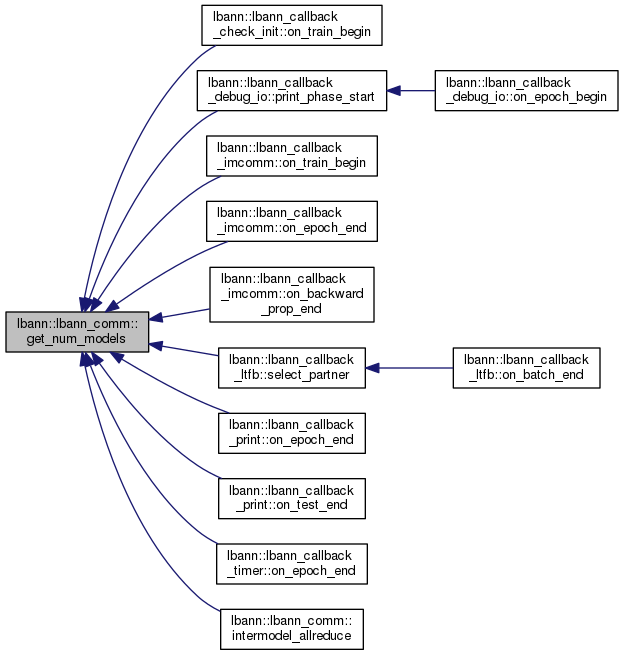 lbann::lbann_callback
_check_init::on_train_begin
lbann::lbann_callback
_debug_io::print_phase_start
lbann::lbann_callback
_debug_io::on_epoch_begin
lbann::lbann_callback
_imcomm::on_train_begin
lbann::lbann_callback
_imcomm::on_epoch_end
lbann::lbann_callback
_imcomm::on_backward
_prop_end
lbann::lbann_comm::
get_num_models
lbann::lbann_callback
_ltfb::select_partner
lbann::lbann_callback
_ltfb::on_batch_end
lbann::lbann_callback
_print::on_epoch_end
lbann::lbann_callback
_print::on_test_end
lbann::lbann_callback
_timer::on_epoch_end
lbann::lbann_comm::
intermodel_allreduce